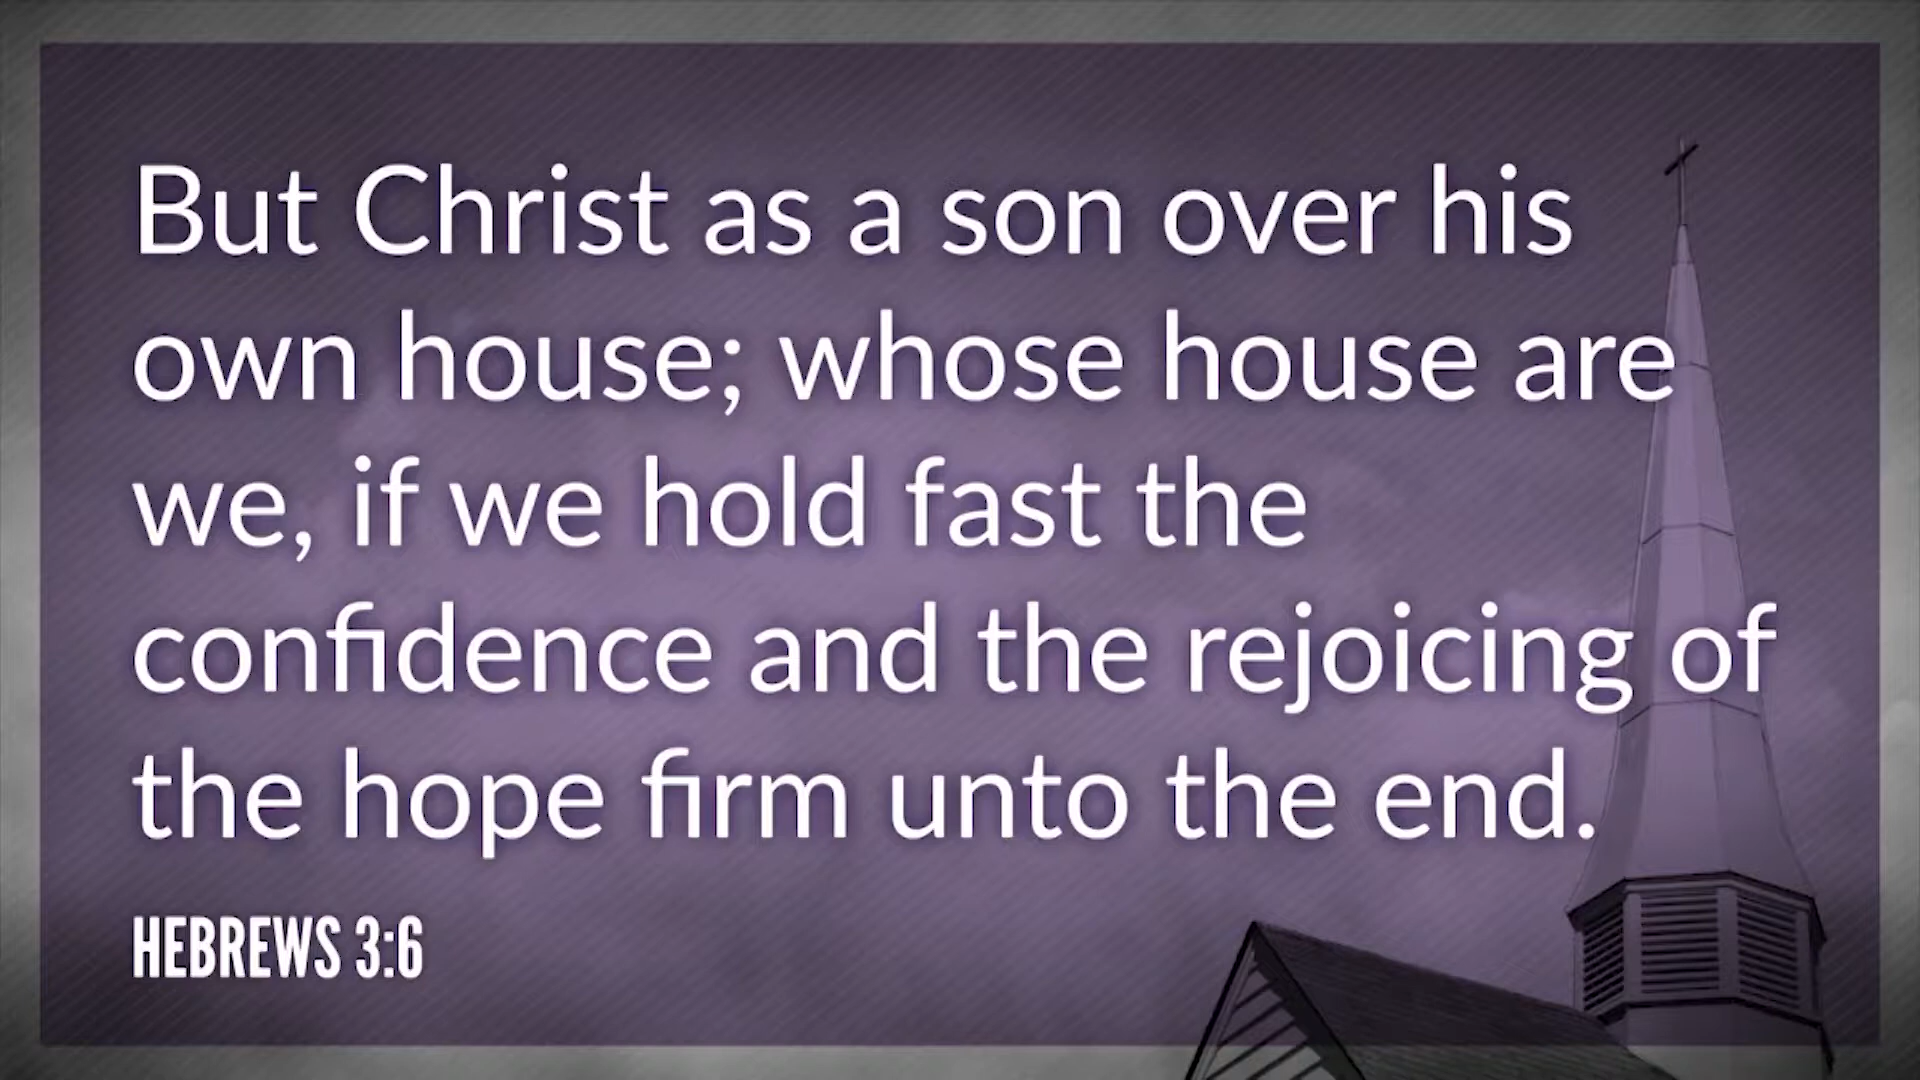 But Christ as a son over his
own house; whose house are
we, if we hold fast the
confidence and the rejoicing of
the hope firm unto the end.
HEBREWS 3:6